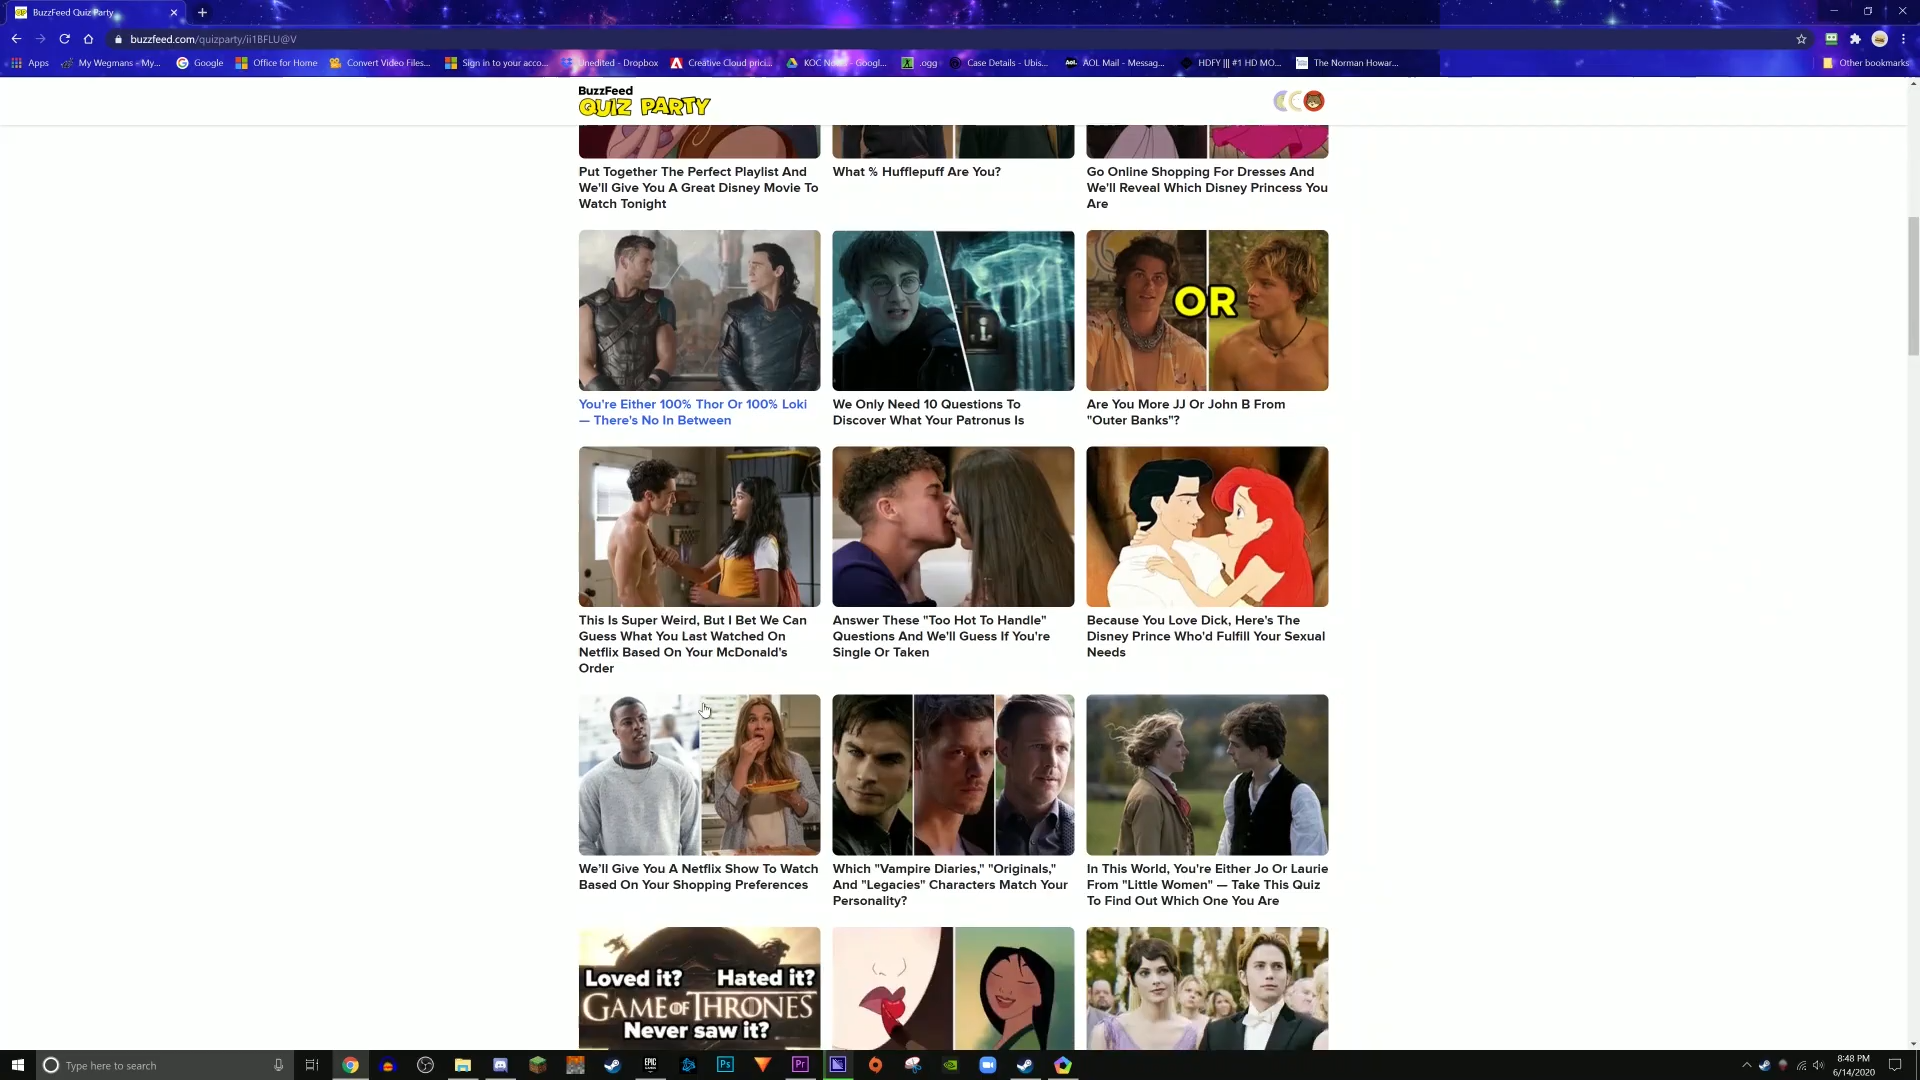 BuzzFeed Quiz Party
buzzfeed.com/quizparty/ii1BFLU@V
Apps
My Wegmans - My...
Google
Office for Home
Convert Video Files...
Sign in to your acco...
Unedited - Dropbox
Creative Cloud prici...
KOC Notes - Googl...
.ogg
Case Details - Ubis...
AOL Mail - Messag...
HDFY ||| #1 HD MO...
The Norman Howar...
Other bookmarks
BuzzFeed
QUIZ PARTY
Put Together The Perfect Playlist And
We'll Give You A Great Disney Movie To
Watch Tonight
What % Hufflepuff Are You?
Go Online Shopping For Dresses And
We'll Reveal Which Disney Princess You
Are
OR
You're Either 100% Thor Or 100% Loki
— There's No In Between
We Only Need 10 Questions To
Discover What Your Patronus Is
Are You More JJ Or John B From
"Outer Banks"?
This Is Super Weird, But I Bet We Can
Guess What You Last Watched On
Netflix Based On Your McDonald's
Order
Answer These "Too Hot To Handle"
Questions And We'll Guess If You're
Single Or Taken
Because You Love Dick, Here's The
Disney Prince Who'd Fulfill Your Sexual
Needs
We'll Give You A Netflix Show To Watch
Based On Your Shopping Preferences
Which "Vampire Diaries," "Originals,"
And "Legacies" Characters Match Your
Personality?
In This World, You're Either Jo Or Laurie
From "Little Women" — Take This Quiz
To Find Out Which One You Are
Loved it? Hated it?
GAME OF THRONES
Never saw it?
Type here to search
EPIC
GAMES
Ps
Pr
8:48 PM
6/14/2020